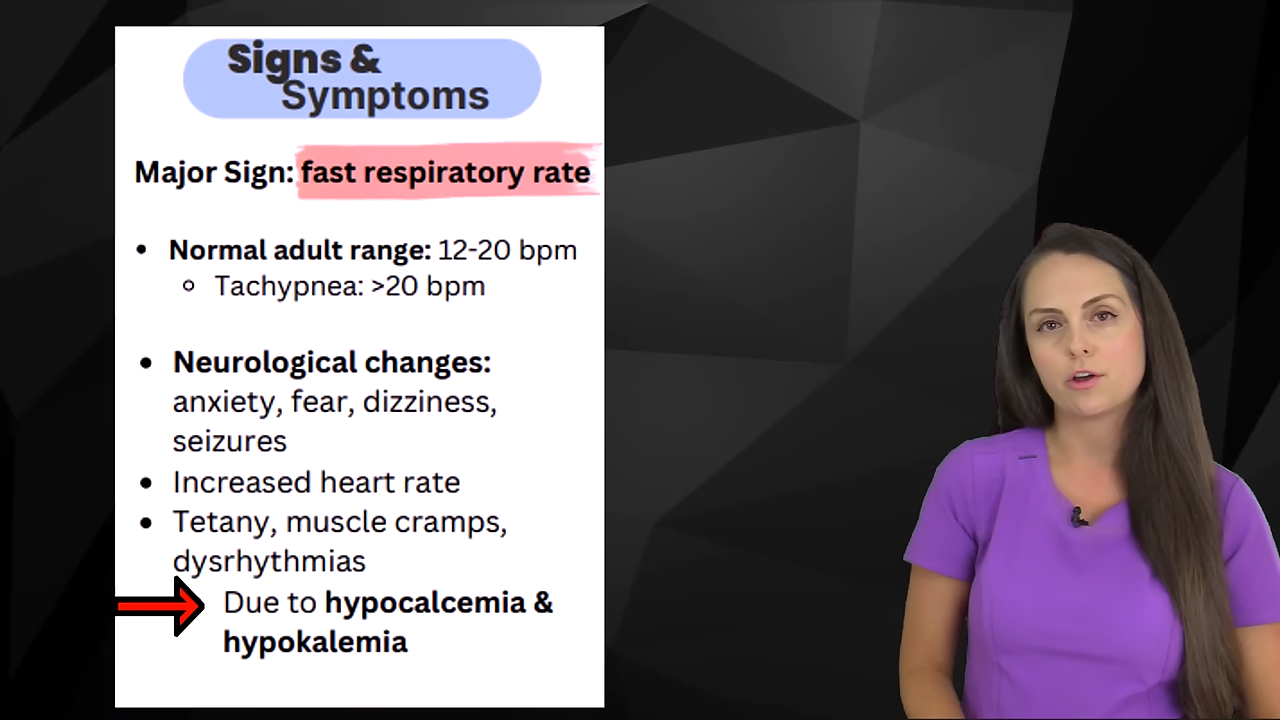 Signs &
Symptoms
Major Sign: fast respiratory rate
• Normal adult range: 12-20 bpm
○ Tachypnea: >20 bpm
• Neurological changes:
anxiety, fear, dizziness,
seizures
• Increased heart rate
• Tetany, muscle cramps,
dysrhythmias
Due to hypocalcemia &
hypokalemia